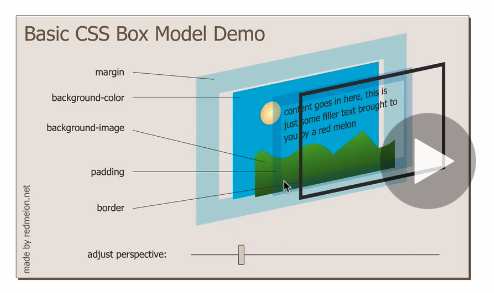 Basic CSS Box Model Demo
margin
background-color
background-image
padding
border
content goes in here, this is
just some filler text brought to
you by a red melon
adjust perspective:
made by redmelon.net